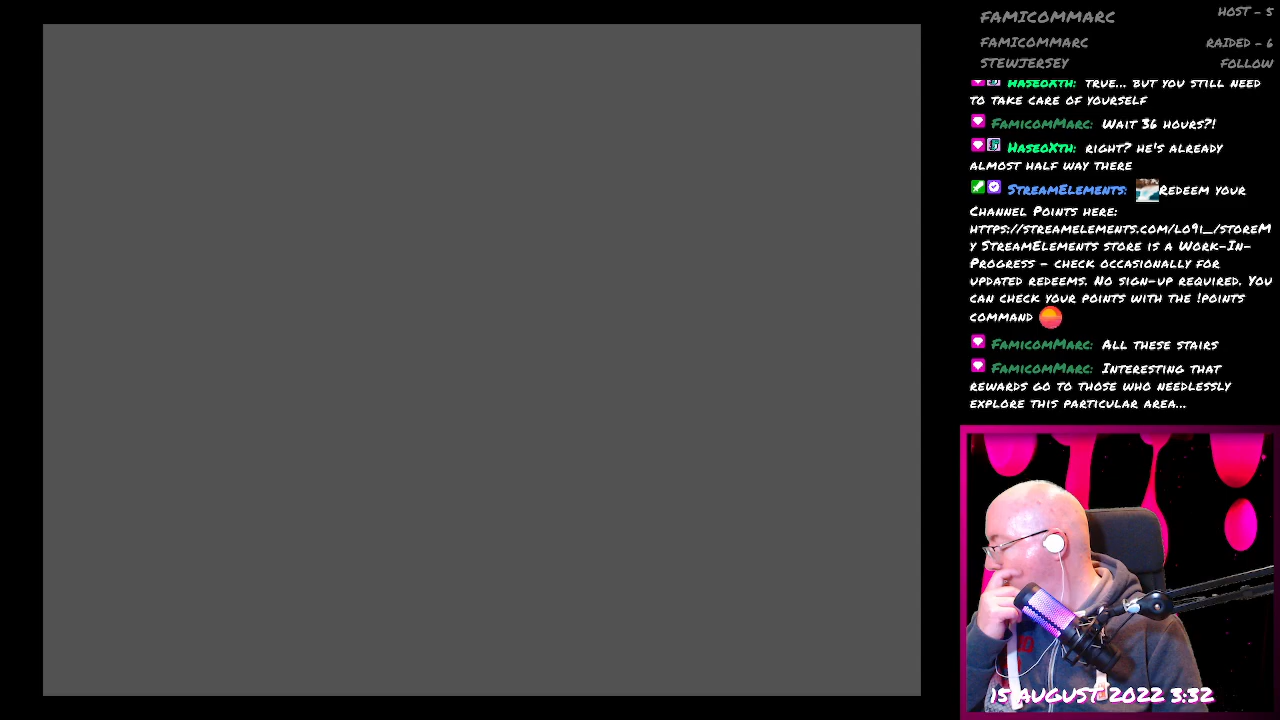 FAMICOMMARC HOST - 5
FAMICOMMARC RAIDED - 6
STEWJERSEY FOLLOW
HASEOXTH: TRUE... BUT YOU STILL NEED
TO TAKE CARE OF YOURSELF
FAMICOMMARC: WAIT 36 HOURS?!
HASEOXTH: RIGHT? HE'S ALREADY
ALMOST HALF WAY THERE
STREAMELEMENTS: REDEEM YOUR
CHANNEL POINTS HERE:
HTTPS://STREAMELEMENTS.COM/LO9I_/STOREM
Y STREAMELEMENTS STORE IS A WORK-IN-
PROGRESS - CHECK OCCASIONALLY FOR
UPDATED REDEEMS. NO SIGN-UP REQUIRED. YOU
CAN CHECK YOUR POINTS WITH THE !POINTS
COMMAND
FAMICOMMARC: ALL THESE STAIRS
FAMICOMMARC: INTERESTING THAT
REWARDS GO TO THOSE WHO NEEDLESSLY
EXPLORE THIS PARTICULAR AREA...
15 AUGUST 2022 3:32